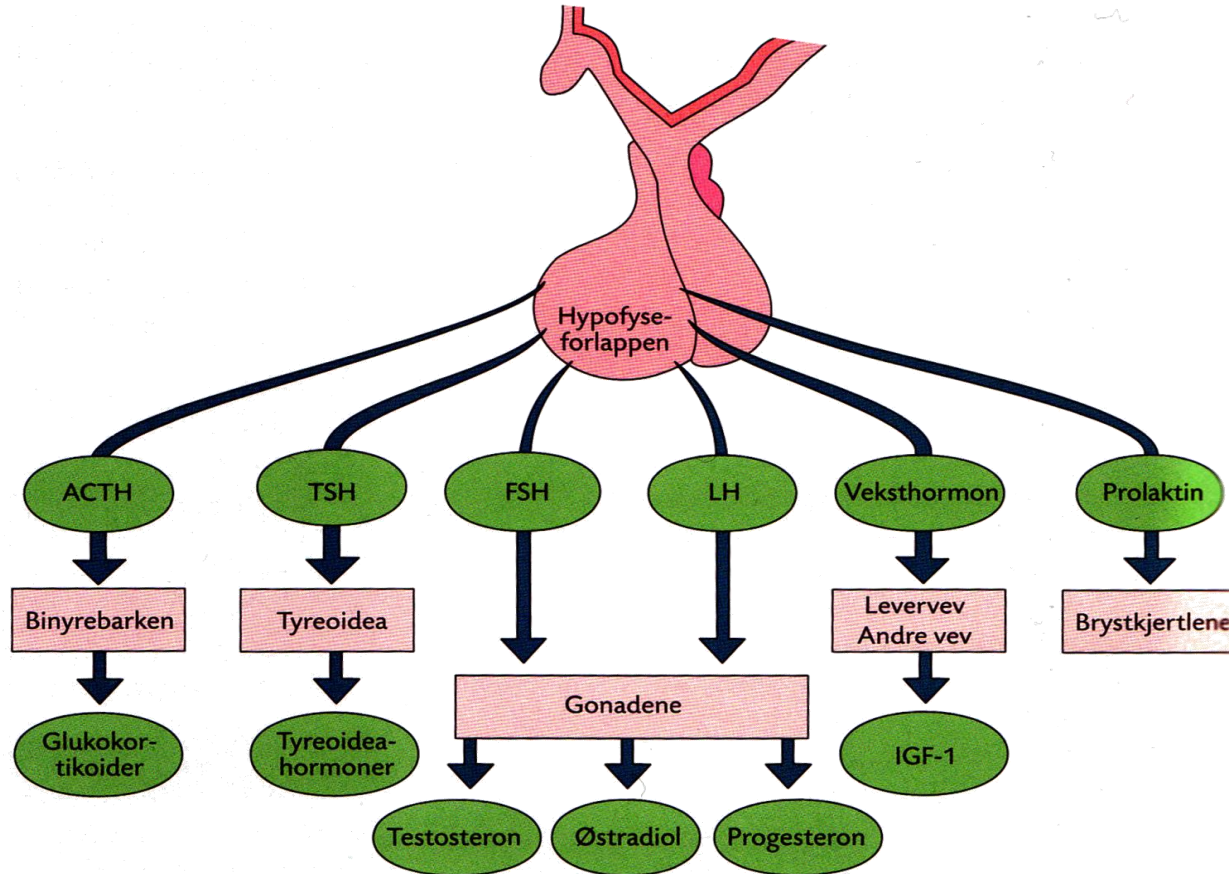 Hypofyse-
forlappen
ACTH
TSH
FSH
LH
Veksthormon
Prolaktin
Binyrebarken
Tyreoidea
Levervev
Andre vev
Brystkjertlene
Gonadene
Glukokor-
tikoider
Tyreoidea-
hormoner
IGF-1
Testosteron
Østradiol
Progesteron